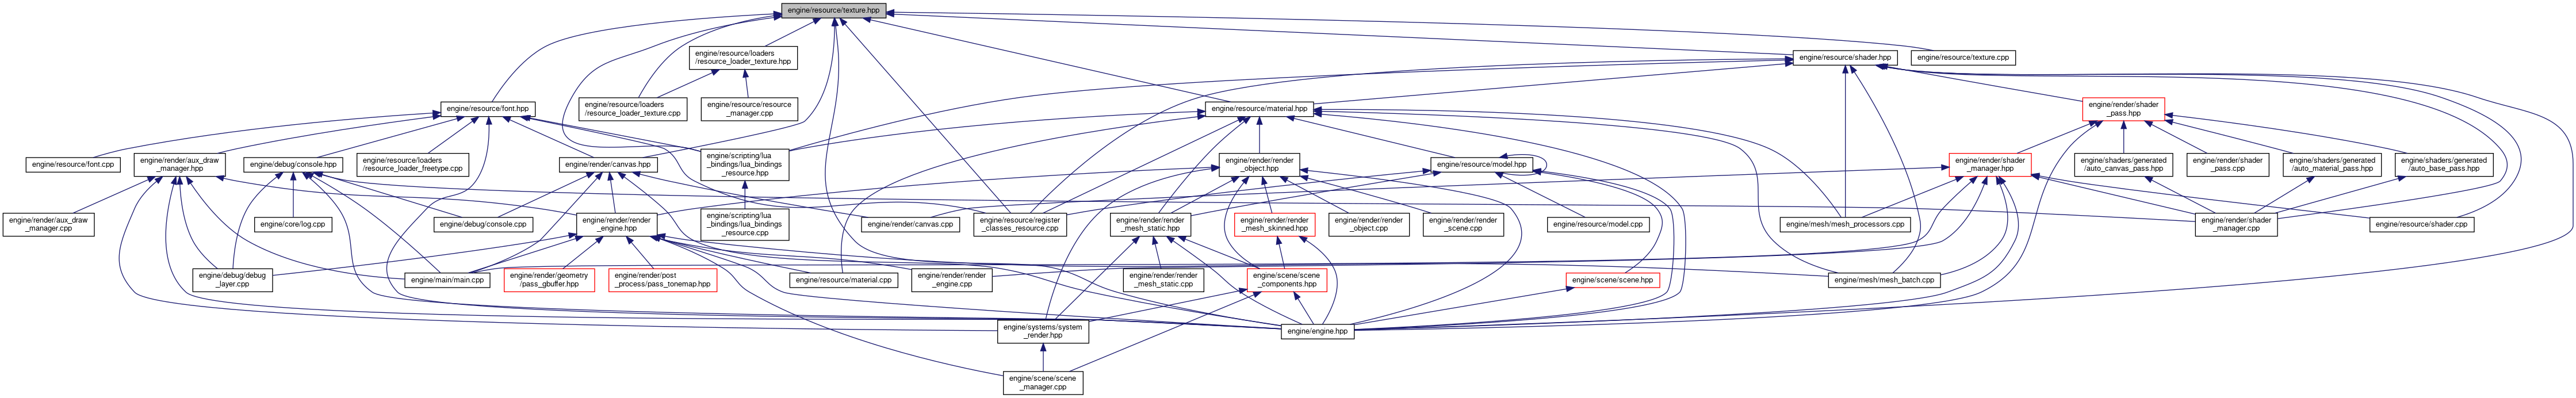 engine/resource/texture.hpp
engine/resource/loaders
/resource_loader_texture.hpp
engine/resource/shader.hpp
engine/resource/texture.cpp
engine/resource/font.hpp
engine/resource/loaders
/resource_loader_texture.cpp
engine/resource/resource
_manager.cpp
engine/resource/material.hpp
engine/render/shader
_pass.hpp
engine/resource/font.cpp
engine/render/aux_draw
_manager.hpp
engine/debug/console.hpp
engine/resource/loaders
/resource_loader_freetype.cpp
engine/render/canvas.hpp
engine/scripting/lua
_bindings/lua_bindings
_resource.hpp
engine/render/render
_object.hpp
engine/resource/model.hpp
engine/render/shader
_manager.hpp
engine/shaders/generated
/auto_canvas_pass.hpp
engine/render/shader
_pass.cpp
engine/shaders/generated
/auto_material_pass.hpp
engine/shaders/generated
/auto_base_pass.hpp
engine/render/aux_draw
_manager.cpp
engine/core/log.cpp
engine/debug/console.cpp
engine/render/render
_engine.hpp
engine/scripting/lua
_bindings/lua_bindings
_resource.cpp
engine/render/canvas.cpp
engine/resource/register
_classes_resource.cpp
engine/render/render
_mesh_static.hpp
engine/render/render
_mesh_skinned.hpp
engine/render/render
_object.cpp
engine/render/render
_scene.cpp
engine/resource/model.cpp
engine/mesh/mesh_processors.cpp
engine/render/shader
_manager.cpp
engine/resource/shader.cpp
engine/debug/debug
_layer.cpp
engine/main/main.cpp
engine/render/geometry
/pass_gbuffer.hpp
engine/render/post
_process/pass_tonemap.hpp
engine/resource/material.cpp
engine/render/render
_engine.cpp
engine/render/render
_mesh_static.cpp
engine/scene/scene
_components.hpp
engine/scene/scene.hpp
engine/mesh/mesh_batch.cpp
engine/systems/system
_render.hpp
engine/engine.hpp
engine/scene/scene
_manager.cpp